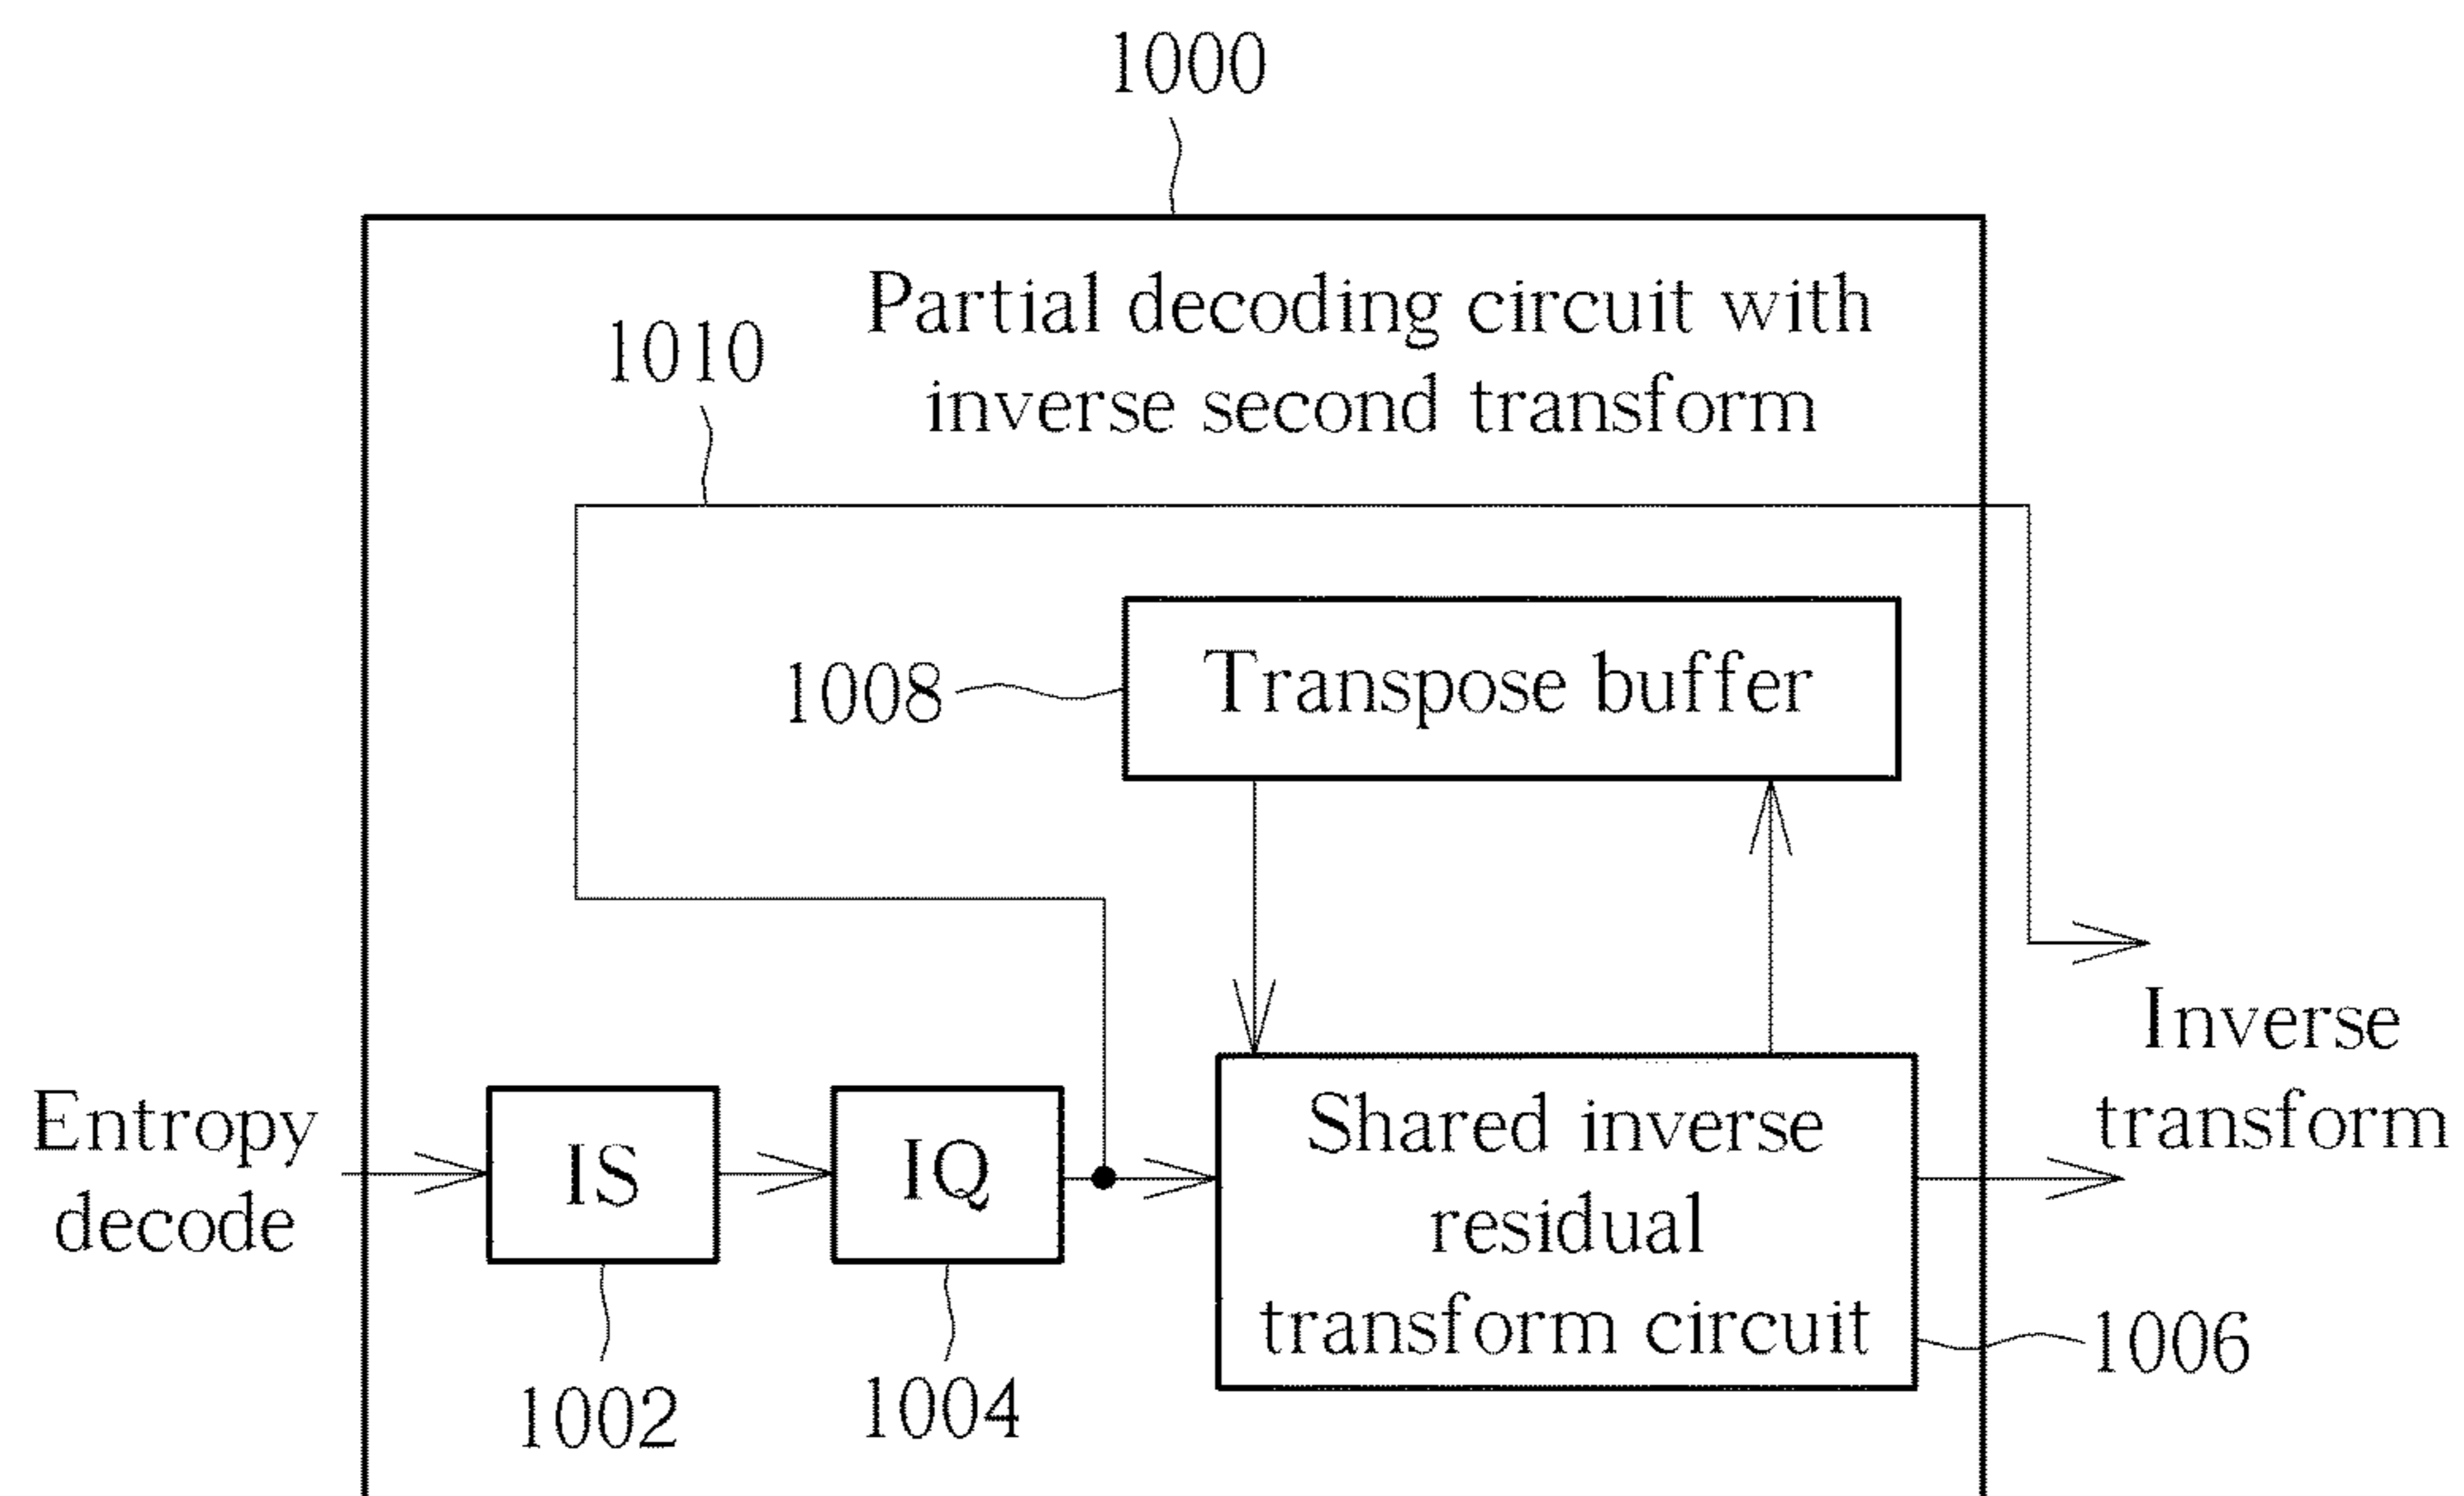 1000
Partial decoding circuit with
inverse second transform
1010
1008
Transpose buffer
Entropy
decode
IS
IQ
Shared inverse
residual
transform circuit
Inverse
transform
1002
1004
1006